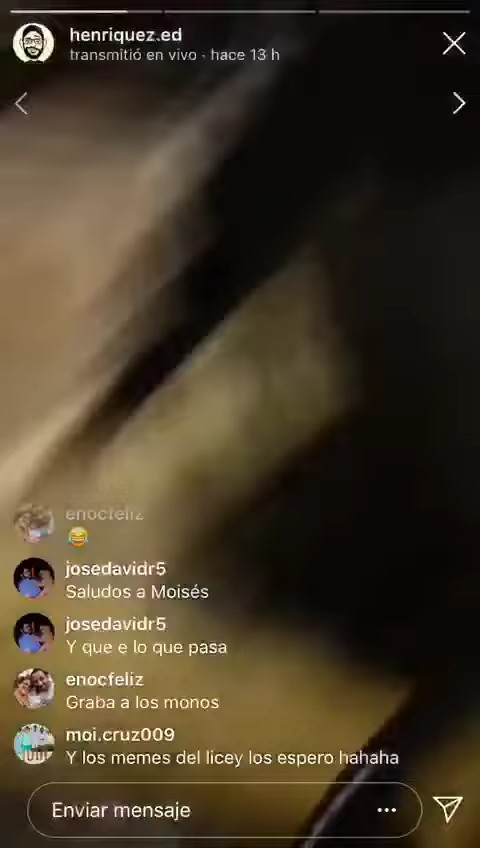 henriquez.ed
transmitió en vivo · hace 13 h
enocfeliz
😂
josedavidr5
Saludos a Moisés
josedavidr5
Y que e lo que pasa
enocfeliz
Graba a los monos
moi.cruz009
Y los memes del licey los espero hahaha
Enviar mensaje